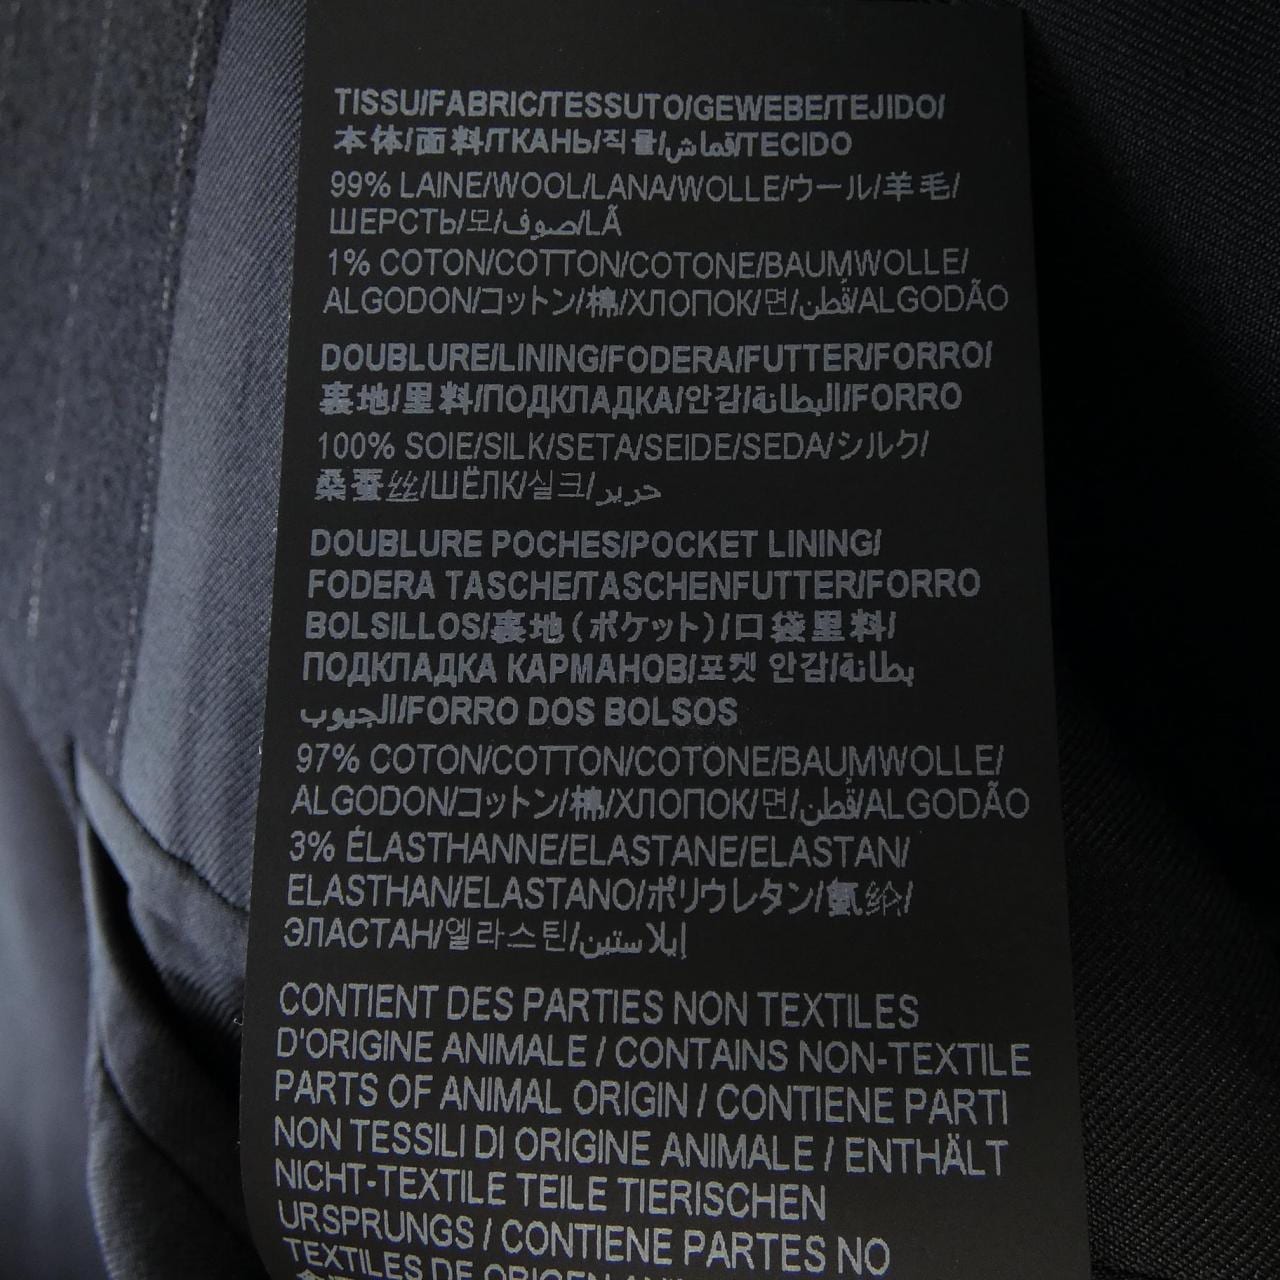 TISSU/FABRIC/TESSUTO/GEWEBE/TEJIDO/
本体/面料/ТКАНЬ/직물/قماش/TECIDO
99% LAINE/WOOL/LANA/WOLLE/ウール/羊毛/
ШЕРСТЬ/모/صوف/LÃ
1% COTON/COTTON/COTONE/BAUMWOLLE/
ALGODON/コットン/棉/ХЛОПОК/면/قُطن/ALGODÃO
DOUBLURE/LINING/FODERA/FUTTER/FORRO/
裏地/里料/ПОДКЛАДКА/안감/البطانة/FORRO
100% SOIE/SILK/SETA/SEIDE/SEDA/シルク/
桑蚕丝/ШЁЛК/실크/حرير
DOUBLURE POCHES/POCKET LINING/
FODERA TASCHE/TASCHENFUTTER/FORRO
BOLSILLOS/裏地(ポケット)/口袋里料/
ПОДКЛАДКА КАРМАНОВ/포켓 안감/بطانة
الجيوب/FORRO DOS BOLSOS
97% COTON/COTTON/COTONE/BAUMWOLLE/
ALGODON/コットン/棉/ХЛОПОК/면/قُطن/ALGODÃO
3% ÉLASTHANNE/ELASTANE/ELASTAN/
ELASTHAN/ELASTANO/ポリウレタン/氨纶/
ЭЛАСТАН/엘라스틴/إيلاستين
CONTIENT DES PARTIES NON TEXTILES
D'ORIGINE ANIMALE / CONTAINS NON-TEXTILE
PARTS OF ANIMAL ORIGIN / CONTIENE PARTI
NON TESSILI DI ORIGINE ANIMALE / ENTHÄLT
NICHT-TEXTILE TEILE TIERISCHEN
URSPRUNGS / CONTIENE PARTES NO
TEXTILES DE ORIGEN